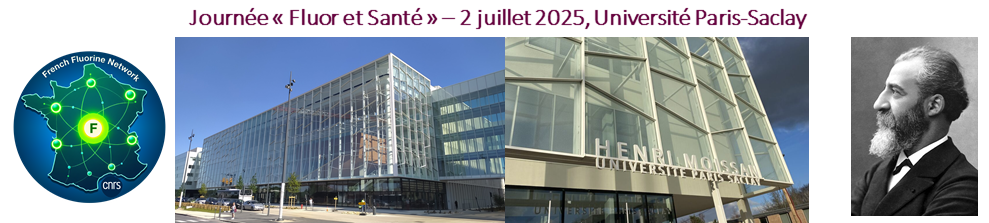 Journée « Fluor et Santé » – 2 juillet 2025, Université Paris-Saclay
French Fluorine Network
F
cnrs
HENRI MOISSAN
UNIVERSITÉ PARIS SACLAY